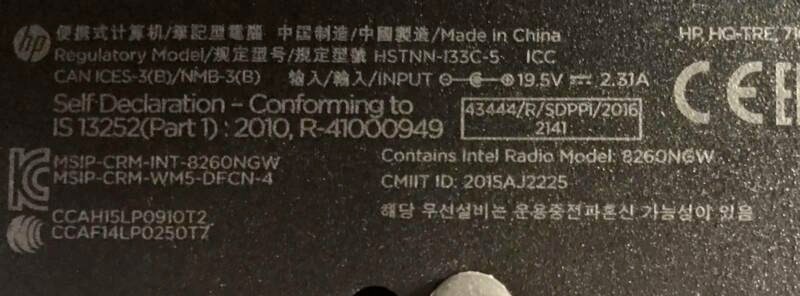 hp
便携式计算机/筆記型電腦 中国制造/中國製造/Made in China
HP, HQ-TRE, 71
Regulatory Model/规定型号/規定型號 HSTNN-I33C-5 ICC
CAN ICES-3(B)/NMB-3(B) 输入/輸入/INPUT 19.5V 2.31A
Self Declaration - Conforming to
IS 13252(Part 1) : 2010, R-41000949
43444/R/SDPPI/2016
2141
CE
MSIP-CRM-INT-8260NGW
MSIP-CRM-WM5-DFCN-4
Contains Intel Radio Model: 8260NGW
CMIIT ID: 2015AJ2225
CCAH15LP0910T2
CCAF14LP0250T7
해당 무선설비는 운용중전파혼신 가능성이 있음